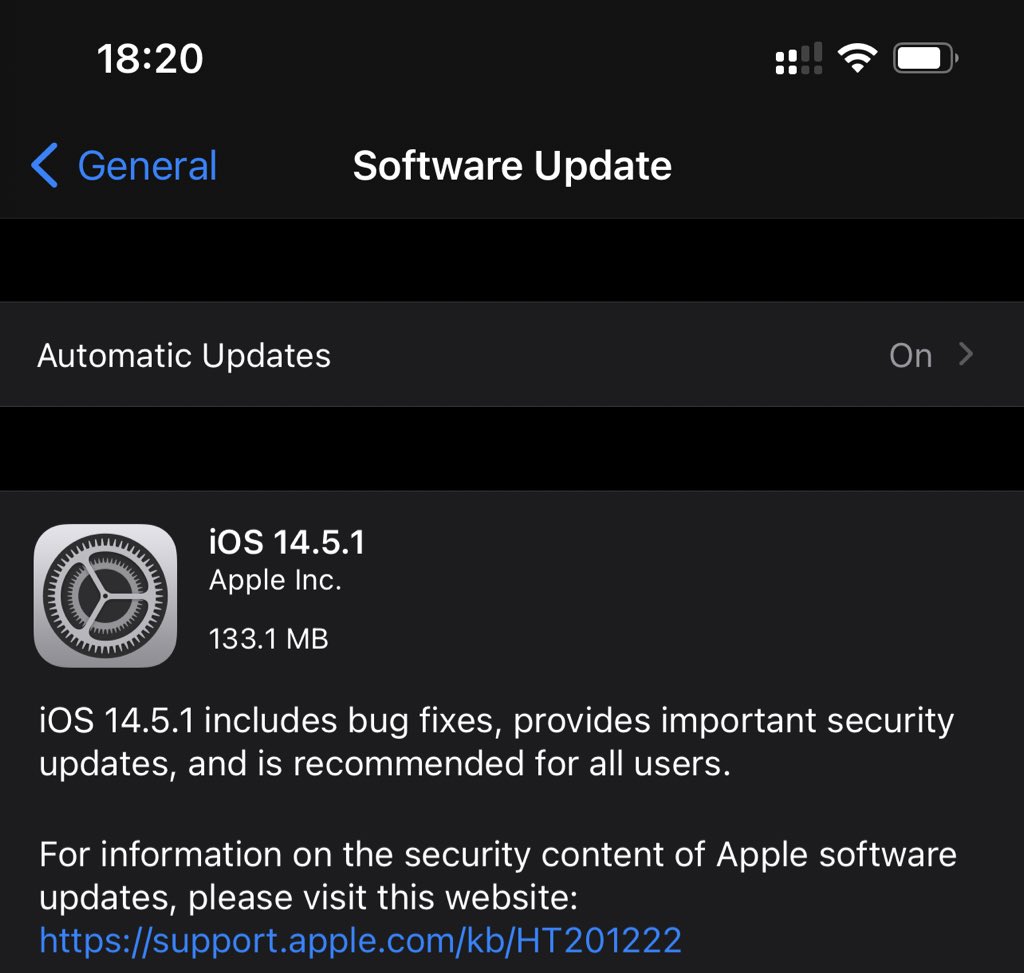 18:20
General
Software Update
Automatic Updates
On
iOS 14.5.1
Apple Inc.
133.1 MB
iOS 14.5.1 includes bug fixes, provides important security
updates, and is recommended for all users.
For information on the security content of Apple software
updates, please visit this website:
https://support.apple.com/kb/HT201222